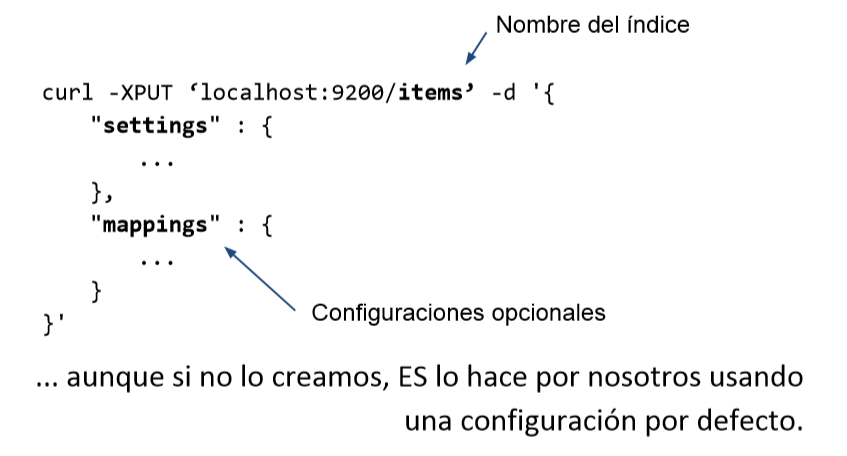 Nombre del índice
curl -XPUT ‘localhost:9200/items’ -d '{
"settings" : {
...
},
"mappings" : {
...
}
Configuraciones opcionales
}'
... aunque si no lo creamos, ES lo hace por nosotros usando
una configuración por defecto.